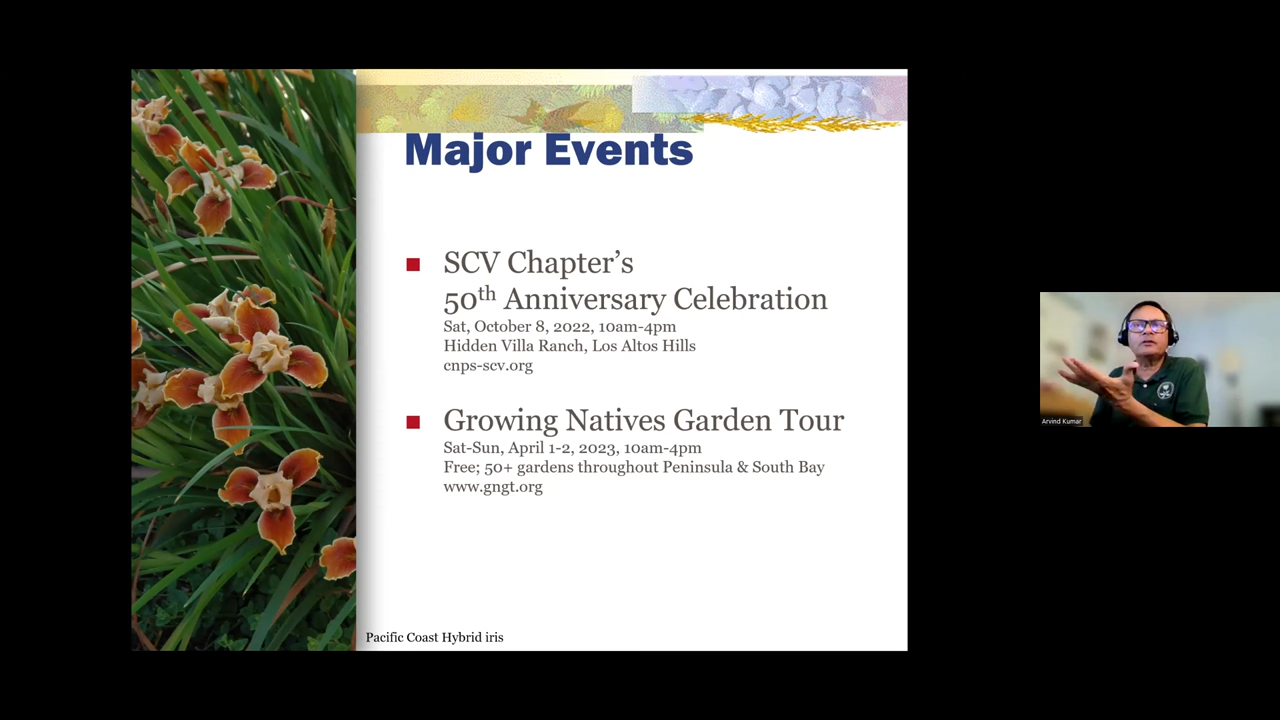 Major Events
SCV Chapter’s
50th Anniversary Celebration
Sat, October 8, 2022, 10am-4pm
Hidden Villa Ranch, Los Altos Hills
cnps-scv.org
Growing Natives Garden Tour
Sat-Sun, April 1-2, 2023, 10am-4pm
Free; 50+ gardens throughout Peninsula & South Bay
www.gngt.org
Pacific Coast Hybrid iris
Arvind Kumar